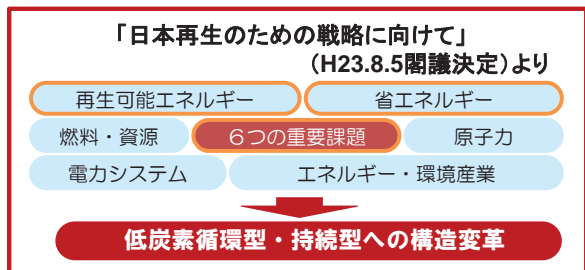 「日本再生のための戦略に向けて」
（H23.8.5閣議決定）より
再生可能エネルギー 省エネルギー
燃料・資源 ６つの重要課題 原子力
電力システム エネルギー・環境産業
低炭素循環型・持続型への構造変革